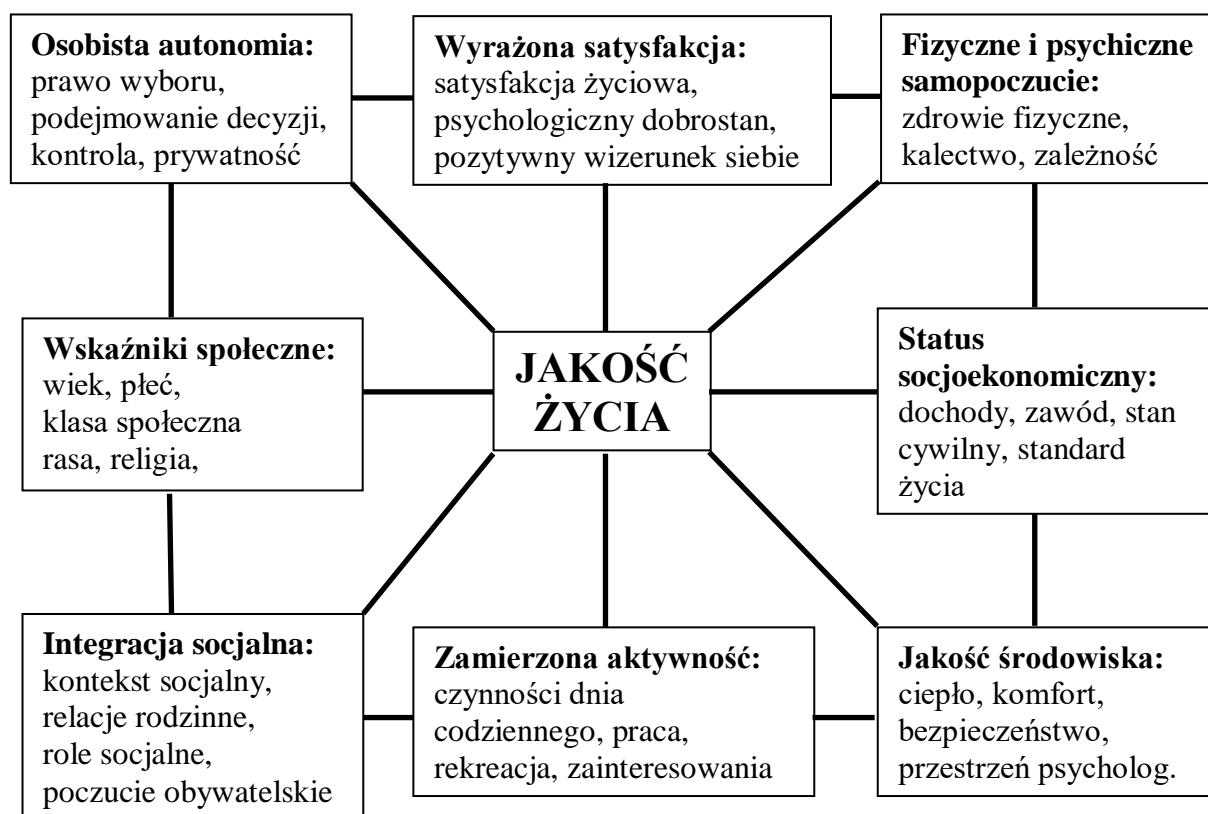 Osobista autonomia:
prawo wyboru,
podejmowanie decyzji,
kontrola, prywatność
Wyrażona satysfakcja:
satysfakcja życiowa,
psychologiczny dobrostan,
pozytywny wizerunek siebie
Fizyczne i psychiczne
samopoczucie:
zdrowie fizyczne,
kalectwo, zależność
Wskaźniki społeczne:
wiek, płeć,
klasa społeczna
rasa, religia,
JAKOŚĆ
ŻYCIA
Status
socjoekonomiczny:
dochody, zawód, stan
cywilny, standard
życia
Integracja socjalna:
kontekst socjalny,
relacje rodzinne,
role socjalne,
poczucie obywatelskie
Zamierzona aktywność:
czynności dnia
codziennego, praca,
rekreacja, zainteresowania
Jakość środowiska:
ciepło, komfort,
bezpieczeństwo,
przestrzeń psycholog.